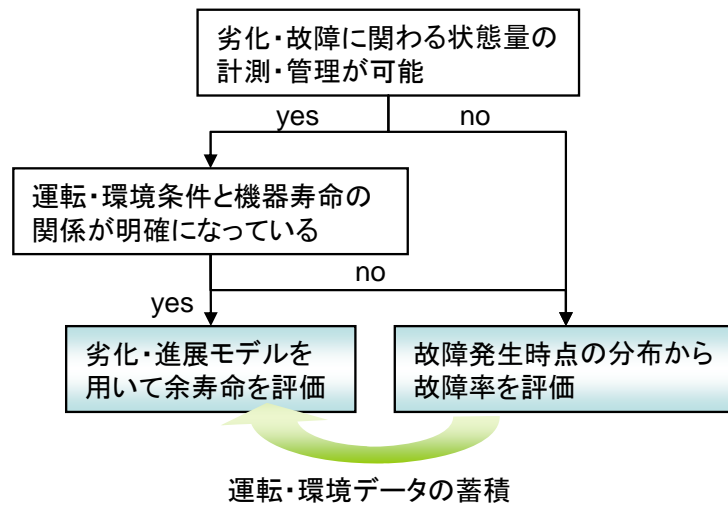 劣化・故障に関わる状態量の
計測・管理が可能
yes
no
運転・環境条件と機器寿命の
関係が明確になっている
no
yes
劣化・進展モデルを
用いて余寿命を評価
故障発生時点の分布から
故障率を評価
運転・環境データの蓄積